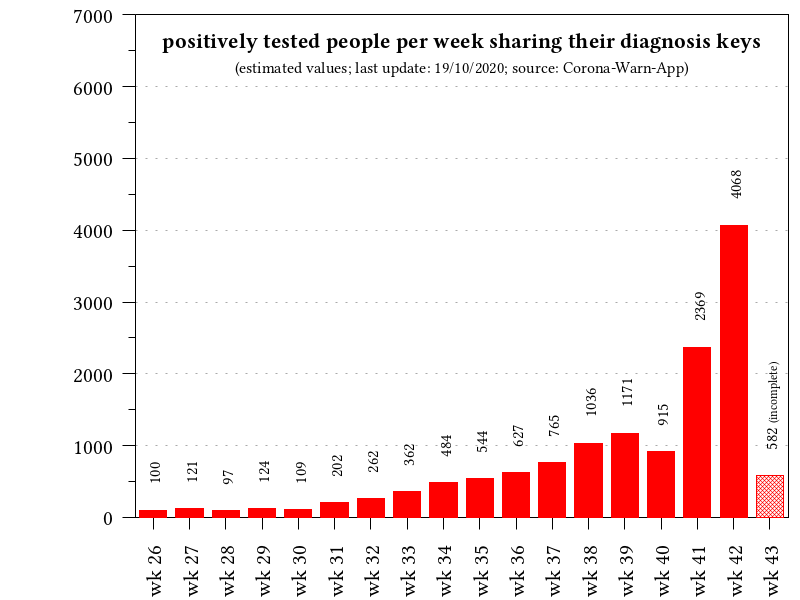 positively tested people per week sharing their diagnosis keys
(estimated values; last update: 19/10/2020; source: Corona-Warn-App)
7000
6000
5000
4000
3000
2000
1000
0
100
121
97
124
109
202
262
362
484
544
627
765
1036
1171
915
2369
4068
582 (incomplete)
wk 26
wk 27
wk 28
wk 29
wk 30
wk 31
wk 32
wk 33
wk 34
wk 35
wk 36
wk 37
wk 38
wk 39
wk 40
wk 41
wk 42
wk 43